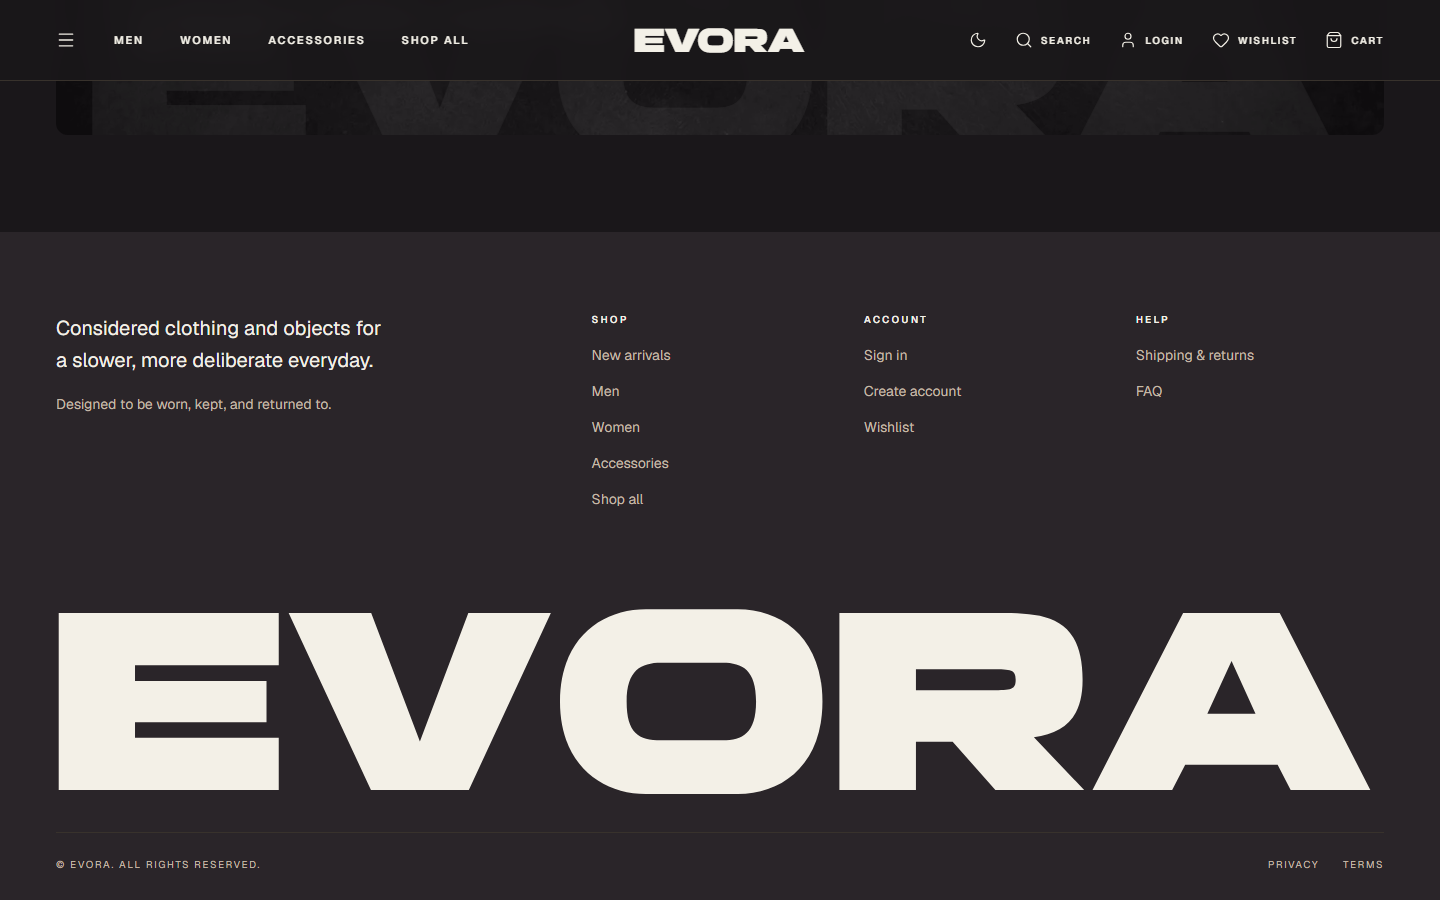 MEN WOMEN ACCESSORIES SHOP ALL EVORA SEARCH LOGIN WISHLIST CART
EVORA
Considered clothing and objects for
a slower, more deliberate everyday.
Designed to be worn, kept, and returned to.
SHOP
New arrivals
Men
Women
Accessories
Shop all
ACCOUNT
Sign in
Create account
Wishlist
HELP
Shipping & returns
FAQ
EVORA
© EVORA. ALL RIGHTS RESERVED.
PRIVACY TERMS